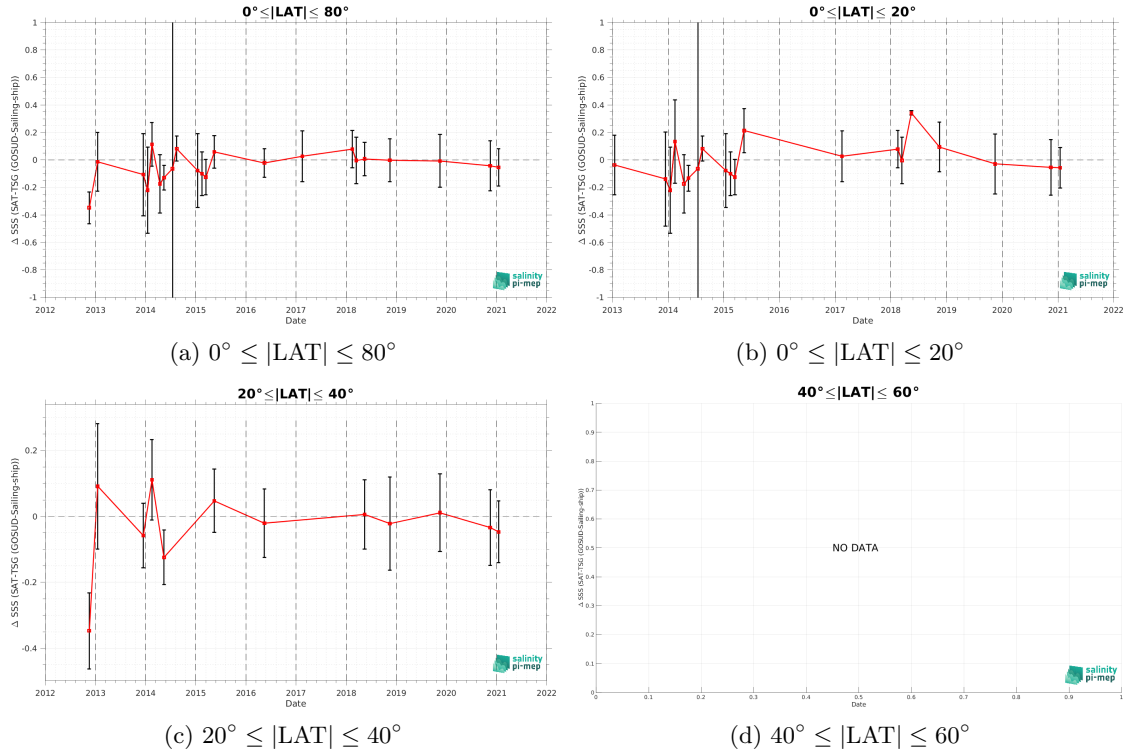 0°≤|LAT|≤ 80°
Δ SSS (SAT-TSG (GOSUD-Sailing-ship))
1
0.8
0.6
0.4
0.2
0
-0.2
-0.4
-0.6
-0.8
-1
2012 2013 2014 2015 2016 2017 2018 2019 2020 2021 2022
Date
salinity
pi-mep
(a) 0° ≤ |LAT| ≤ 80°
0°≤|LAT|≤ 20°
Δ SSS (SAT-TSG (GOSUD-Sailing-ship))
1
0.8
0.6
0.4
0.2
0
-0.2
-0.4
-0.6
-0.8
-1
2013 2014 2015 2016 2017 2018 2019 2020 2021 2022
Date
salinity
pi-mep
(b) 0° ≤ |LAT| ≤ 20°
20°≤|LAT|≤ 40°
Δ SSS (SAT-TSG (GOSUD-Sailing-ship))
0.2
0
-0.2
-0.4
2012 2013 2014 2015 2016 2017 2018 2019 2020 2021 2022
Date
salinity
pi-mep
(c) 20° ≤ |LAT| ≤ 40°
40°≤|LAT|≤ 60°
Δ SSS (SAT-TSG (GOSUD-Sailing-ship))
1
0.9
0.8
0.7
0.6
0.5
0.4
0.3
0.2
0.1
0
NO DATA
0 0.1 0.2 0.3 0.4 0.5 0.6 0.7 0.8 0.9 1
Date
salinity
pi-mep
(d) 40° ≤ |LAT| ≤ 60°